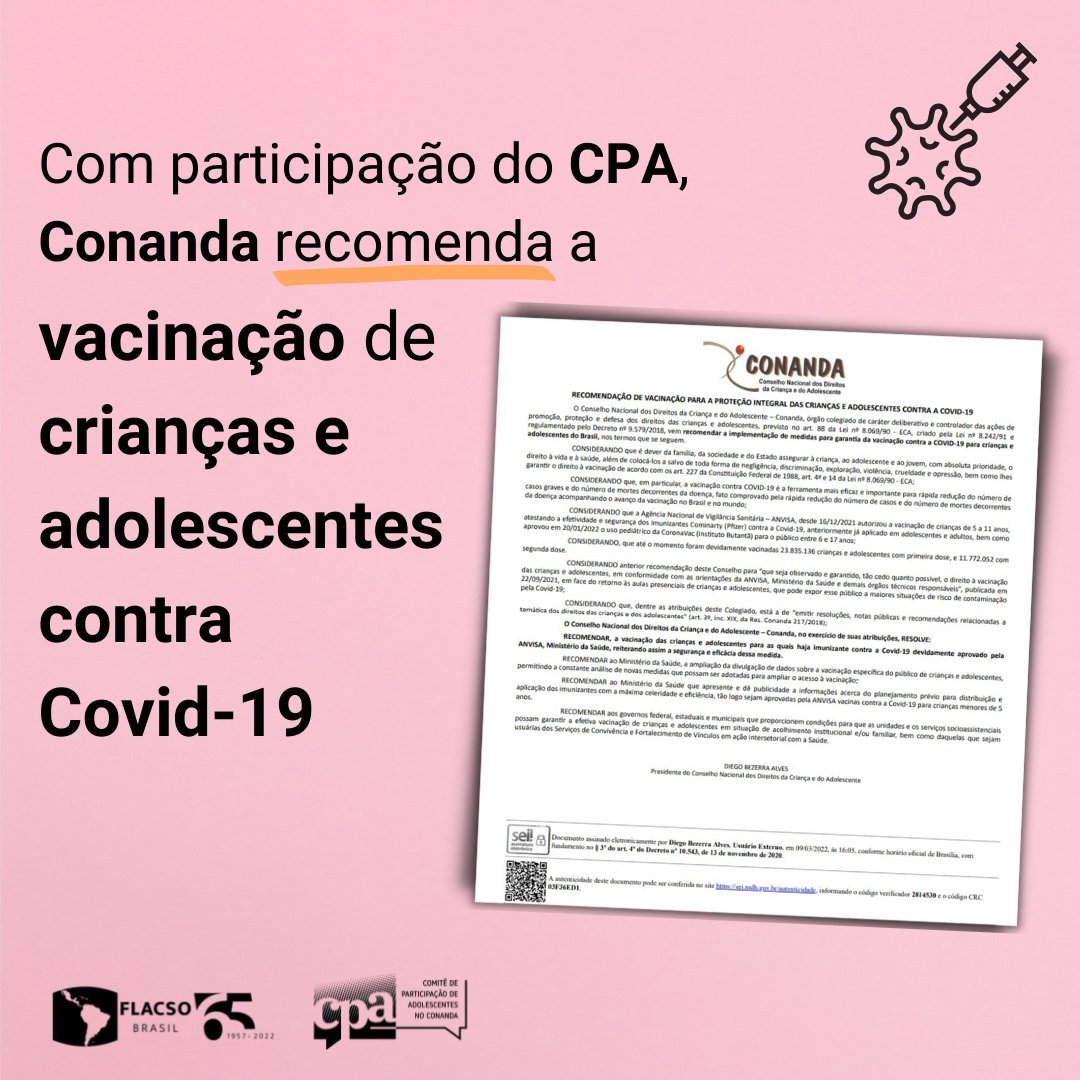 Com participação do CPA,
Conanda recomenda a
vacinação de
crianças e
adolescentes
contra
Covid-19
CONANDA
Conselho Nacional dos Direitos
da Criança e do Adolescente
RECOMENDAÇÃO DE VACINAÇÃO PARA A PROTEÇÃO INTEGRAL DAS CRIANÇAS E ADOLESCENTES CONTRA A COVID-19
O Conselho Nacional dos Direitos da Criança e do Adolescente – Conanda, órgão colegiado de caráter deliberativo e controlador das ações de
promoção, proteção e defesa dos direitos das crianças e adolescentes, previsto no art. 88 da Lei nº 8.069/90 - ECA, criado pela Lei nº 8.242/91 e
regulamentado pelo Decreto nº 9.579/2018, vem recomendar a implementação de medidas para garantia da vacinação contra a COVID-19 para crianças e
adolescentes do Brasil, nos termos que se seguem.
CONSIDERANDO que é dever da família, da sociedade e do Estado assegurar à criança, ao adolescente e ao jovem, com absoluta prioridade, o
direito à vida e à saúde, além de colocá-los a salvo de toda forma de negligência, discriminação, exploração, violência, crueldade e opressão, bem como lhes
garantir o direito à vacinação de acordo com os art. 227 da Constituição Federal de 1988, art. 4º e 14 da Lei nº 8.069/90 - ECA;
CONSIDERANDO que, em particular, a vacinação contra COVID-19 é a ferramenta mais eficaz e importante para rápida redução do número de
casos graves e do número de mortes decorrentes da doença, fato comprovado pela rápida redução do número de casos e do número de mortes decorrentes
da doença acompanhando o avanço da vacinação no Brasil e no mundo;
CONSIDERANDO que a Agência Nacional de Vigilância Sanitária – ANVISA, desde 16/12/2021 autorizou a vacinação de crianças de 5 a 11 anos,
atestando a efetividade e segurança dos imunizantes Cominarty (Pfizer) contra a Covid-19, anteriormente já aplicado em adolescentes e adultos, bem como
aprovou em 20/01/2022 o uso pediátrico da CoronaVac (Instituto Butantã) para o público entre 6 e 17 anos;
CONSIDERANDO, que até o momento foram devidamente vacinadas 23.835.136 crianças e adolescentes com primeira dose, e 11.772.052 com
segunda dose.
CONSIDERANDO anterior recomendação deste Conselho para "que seja observado e garantido, tão cedo quanto possível, o direito à vacinação
das crianças e adolescentes, em conformidade com as orientações da ANVISA, Ministério da Saúde e demais órgãos técnicos responsáveis", publicada em
22/09/2021, em face do retorno às aulas presenciais de crianças e adolescentes, que pode expor esse público a maiores situações de risco de contaminação
pela Covid-19;
CONSIDERANDO que, dentre as atribuições deste Colegiado, está a de "emitir resoluções, notas públicas e recomendações relacionadas a
temática dos direitos das crianças e dos adolescentes" (art. 3º, inc. XIX, da Res. Conanda 217/2018);
O Conselho Nacional dos Direitos da Criança e do Adolescente – Conanda, no exercício de suas atribuições, RESOLVE:
RECOMENDAR, a vacinação das crianças e adolescentes para as quais haja imunizante contra a Covid-19 devidamente aprovado pela
ANVISA, Ministério da Saúde, reiterando assim a segurança e eficácia dessa medida.
RECOMENDAR ao Ministério da Saúde, a ampliação da divulgação de dados sobre a vacinação específica do público de crianças e adolescentes,
permitindo a constante análise de novas medidas que possam ser adotadas para ampliar o acesso à vacinação;
RECOMENDAR ao Ministério da Saúde que apresente e dê publicidade a informações acerca do planejamento prévio para distribuição e
aplicação dos imunizantes com a máxima celeridade e eficiência, tão logo sejam aprovadas pela ANVISA vacinas contra a Covid-19 para crianças menores de 5
anos.
RECOMENDAR aos governos federal, estaduais e municipais que proporcionem condições para que as unidades e os serviços socioassistenciais
possam garantir a efetiva vacinação de crianças e adolescentes em situação de acolhimento institucional e/ou familiar, bem como daquelas que sejam
usuárias dos Serviços de Convivência e Fortalecimento de Vínculos em ação intersetorial com a Saúde.
DIEGO BEZERRA ALVES
Presidente do Conselho Nacional dos Direitos da Criança e do Adolescente
sei!
assinatura
eletrônica
Documento assinado eletronicamente por Diego Bezerra Alves, Usuário Externo, em 09/03/2022, às 16:05, conforme horário oficial de Brasília, com
fundamento no § 3º do art. 4º do Decreto nº 10.543, de 13 de novembro de 2020.
A autenticidade deste documento pode ser conferida no site https://sei.mdh.gov.br/autenticidade, informando o código verificador 2814530 e o código CRC
03F36ED1.
FLACSO
BRASIL
65
1957-2022
cpa
COMITÊ DE
PARTICIPAÇÃO DE
ADOLESCENTES
NO CONANDA